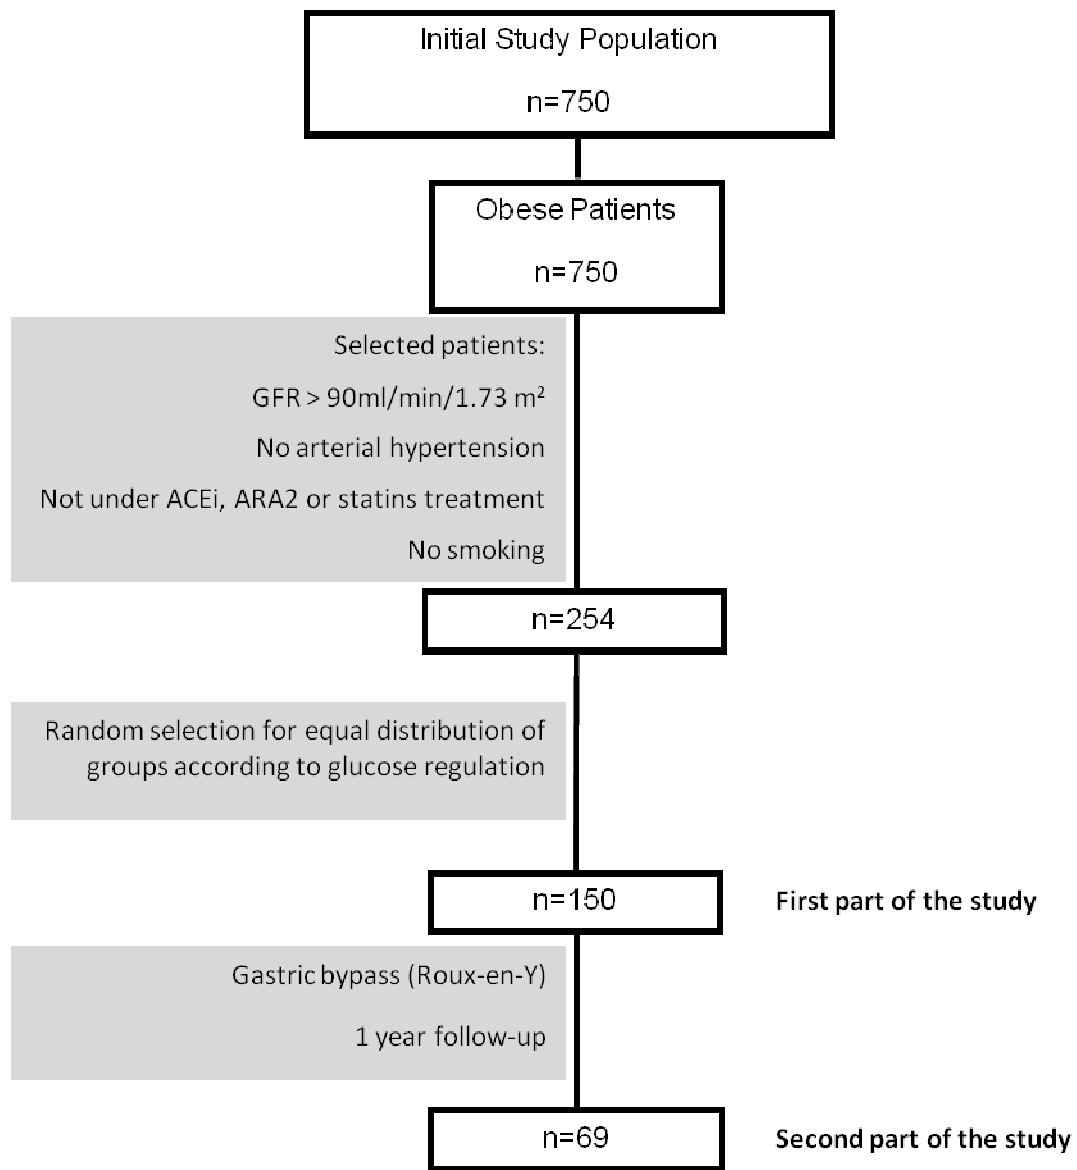 Initial Study Population
n=750
Obese Patients
n=750
Selected patients:
GFR > 90ml/min/1.73 m²
No arterial hypertension
Not under ACEi, ARA2 or statins treatment
No smoking
n=254
Random selection for equal distribution of
groups according to glucose regulation
n=150
First part of the study
Gastric bypass (Roux-en-Y)
1 year follow-up
n=69
Second part of the study